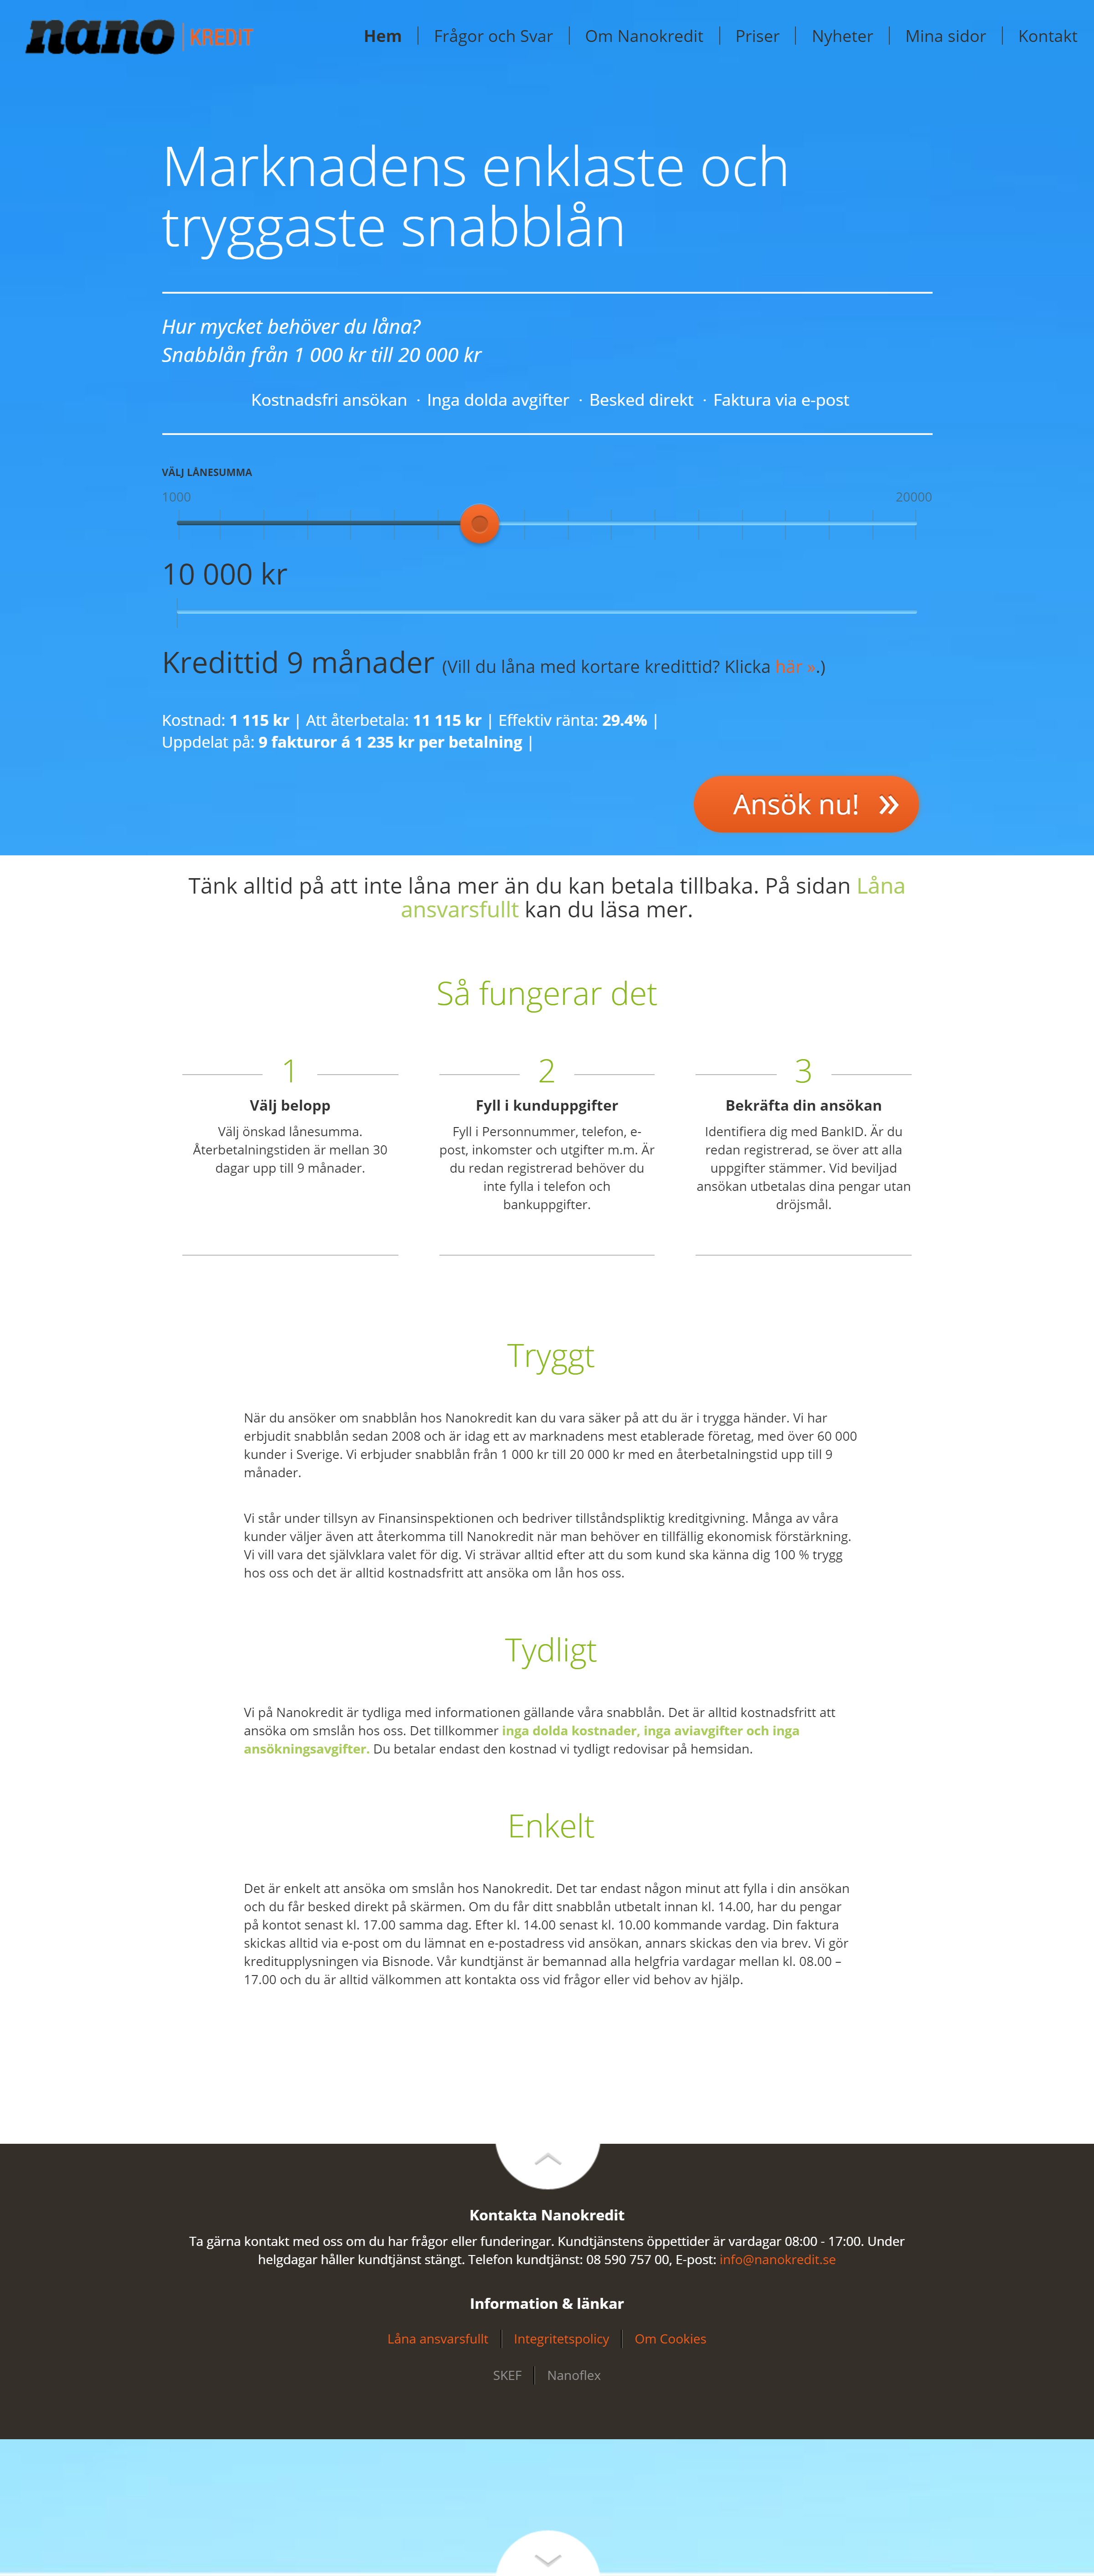 nano KREDIT
Hem Frågor och Svar Om Nanokredit Priser Nyheter Mina sidor Kontakt
Marknadens enklaste och
tryggaste snabblån
Hur mycket behöver du låna?
Snabblån från 1 000 kr till 20 000 kr
Kostnadsfri ansökan · Inga dolda avgifter · Besked direkt · Faktura via e-post
VÄLJ LÅNESUMMA
1000 20000
10 000 kr
Kredittid 9 månader (Vill du låna med kortare kredittid? Klicka här ».)
Kostnad: 1 115 kr | Att återbetala: 11 115 kr | Effektiv ränta: 29.4% |
Uppdelat på: 9 fakturor á 1 235 kr per betalning |
Ansök nu! »
Tänk alltid på att inte låna mer än du kan betala tillbaka. På sidan Låna
ansvarsfullt kan du läsa mer.
Så fungerar det
1
Välj belopp
Välj önskad lånesumma.
Återbetalningstiden är mellan 30
dagar upp till 9 månader.
2
Fyll i kunduppgifter
Fyll i Personnummer, telefon, e-
post, inkomster och utgifter m.m. Är
du redan registrerad behöver du
inte fylla i telefon och
bankuppgifter.
3
Bekräfta din ansökan
Identifiera dig med BankID. Är du
redan registrerad, se över att alla
uppgifter stämmer. Vid beviljad
ansökan utbetalas dina pengar utan
dröjsmål.
Tryggt
När du ansöker om snabblån hos Nanokredit kan du vara säker på att du är i trygga händer. Vi har
erbjudit snabblån sedan 2008 och är idag ett av marknadens mest etablerade företag, med över 60 000
kunder i Sverige. Vi erbjuder snabblån från 1 000 kr till 20 000 kr med en återbetalningstid upp till 9
månader.
Vi står under tillsyn av Finansinspektionen och bedriver tillståndspliktig kreditgivning. Många av våra
kunder väljer även att återkomma till Nanokredit när man behöver en tillfällig ekonomisk förstärkning.
Vi vill vara det självklara valet för dig. Vi strävar alltid efter att du som kund ska känna dig 100 % trygg
hos oss och det är alltid kostnadsfritt att ansöka om lån hos oss.
Tydligt
Vi på Nanokredit är tydliga med informationen gällande våra snabblån. Det är alltid kostnadsfritt att
ansöka om smslån hos oss. Det tillkommer inga dolda kostnader, inga aviavgifter och inga
ansökningsavgifter. Du betalar endast den kostnad vi tydligt redovisar på hemsidan.
Enkelt
Det är enkelt att ansöka om smslån hos Nanokredit. Det tar endast någon minut att fylla i din ansökan
och du får besked direkt på skärmen. Om du får ditt snabblån utbetalt innan kl. 14.00, har du pengar
på kontot senast kl. 17.00 samma dag. Efter kl. 14.00 senast kl. 10.00 kommande vardag. Din faktura
skickas alltid via e-post om du lämnat en e-postadress vid ansökan, annars skickas den via brev. Vi gör
kreditupplysningen via Bisnode. Vår kundtjänst är bemannad alla helgfria vardagar mellan kl. 08.00 –
17.00 och du är alltid välkommen att kontakta oss vid frågor eller vid behov av hjälp.
Kontakta Nanokredit
Ta gärna kontakt med oss om du har frågor eller funderingar. Kundtjänstens öppettider är vardagar 08:00 - 17:00. Under
helgdagar håller kundtjänst stängt. Telefon kundtjänst: 08 590 757 00, E-post: info@nanokredit.se
Information & länkar
Låna ansvarsfullt Integritetspolicy Om Cookies
SKEF Nanoflex